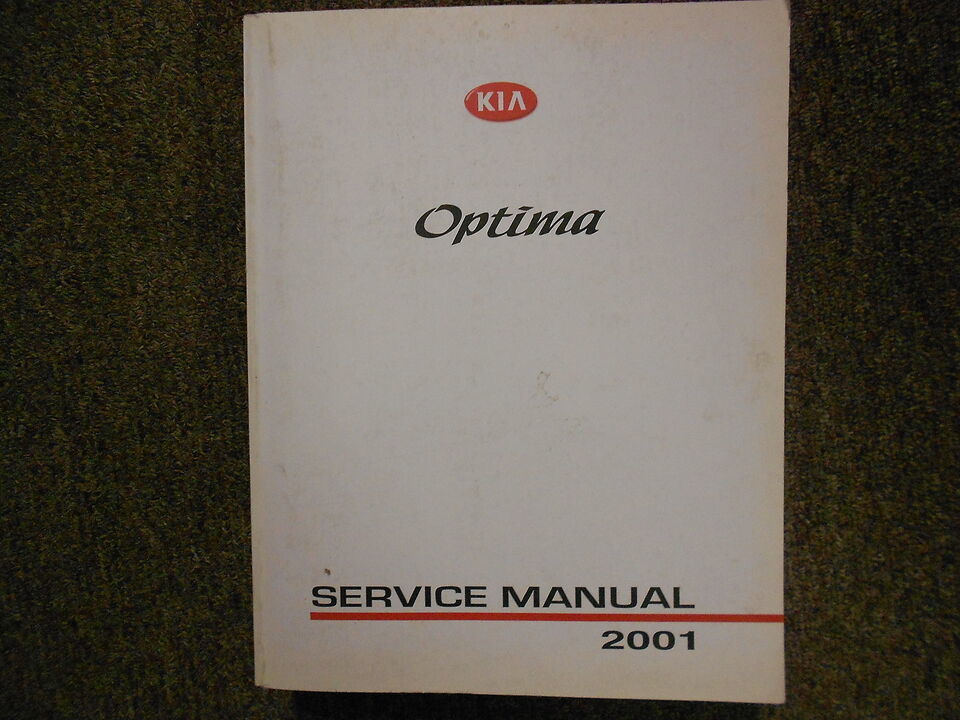 KIA
Optima
SERVICE MANUAL
2001